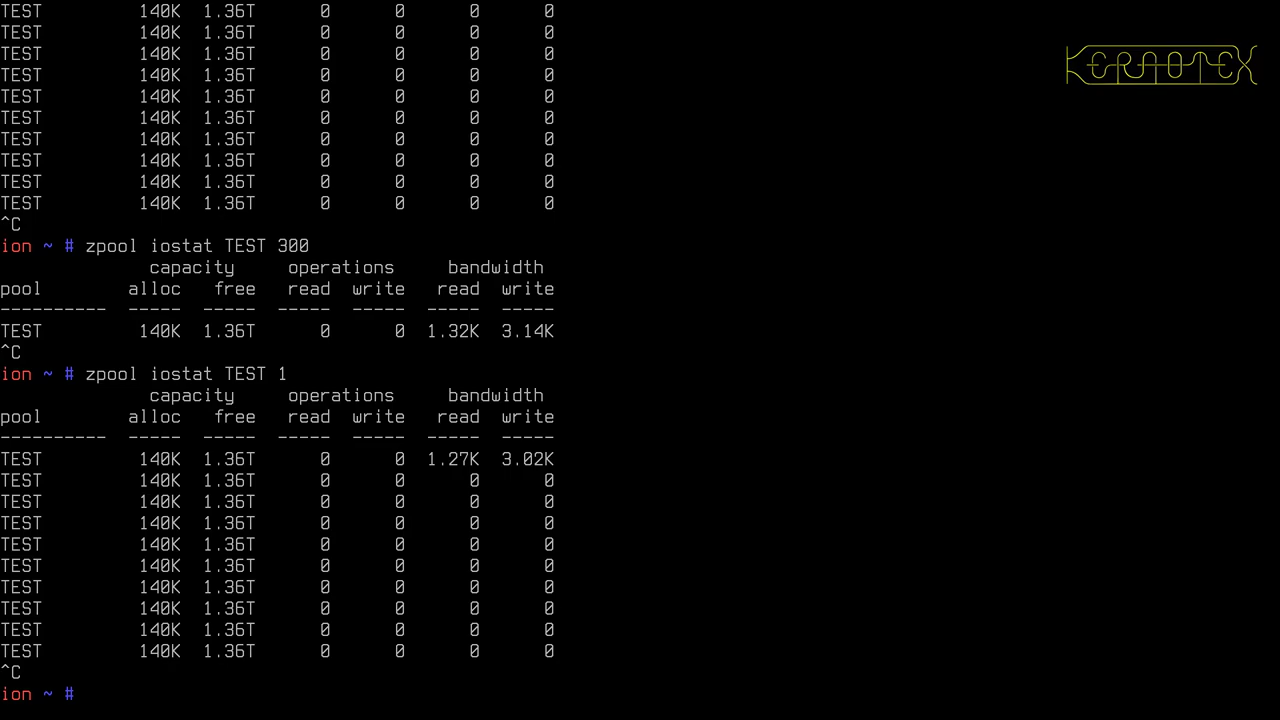 TEST         140K  1.36T      0      0      0      0
TEST         140K  1.36T      0      0      0      0
TEST         140K  1.36T      0      0      0      0
TEST         140K  1.36T      0      0      0      0
TEST         140K  1.36T      0      0      0      0
TEST         140K  1.36T      0      0      0      0
TEST         140K  1.36T      0      0      0      0
TEST         140K  1.36T      0      0      0      0
TEST         140K  1.36T      0      0      0      0
TEST         140K  1.36T      0      0      0      0
^C
ion ~ # zpool iostat TEST 300
              capacity     operations     bandwidth
pool        alloc   free   read  write   read  write
----------  -----  -----  -----  -----  -----  -----
TEST         140K  1.36T      0      0  1.32K  3.14K
^C
ion ~ # zpool iostat TEST 1
              capacity     operations     bandwidth
pool        alloc   free   read  write   read  write
----------  -----  -----  -----  -----  -----  -----
TEST         140K  1.36T      0      0  1.27K  3.02K
TEST         140K  1.36T      0      0      0      0
TEST         140K  1.36T      0      0      0      0
TEST         140K  1.36T      0      0      0      0
TEST         140K  1.36T      0      0      0      0
TEST         140K  1.36T      0      0      0      0
TEST         140K  1.36T      0      0      0      0
TEST         140K  1.36T      0      0      0      0
TEST         140K  1.36T      0      0      0      0
TEST         140K  1.36T      0      0      0      0
^C
ion ~ #